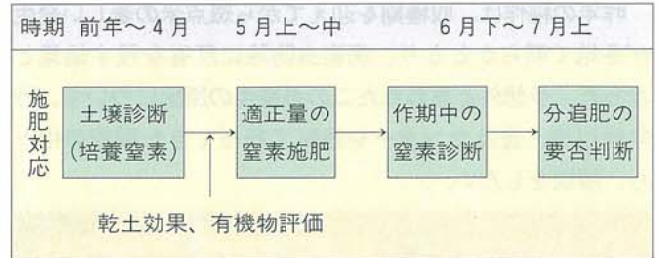 時期 前年～4月 5月上～中 6月下～7月上
施肥対応
土壌診断
(培養窒素)
適正量の
窒素施肥
作期中の
窒素診断
分追肥の
要否判断
乾土効果、有機物評価